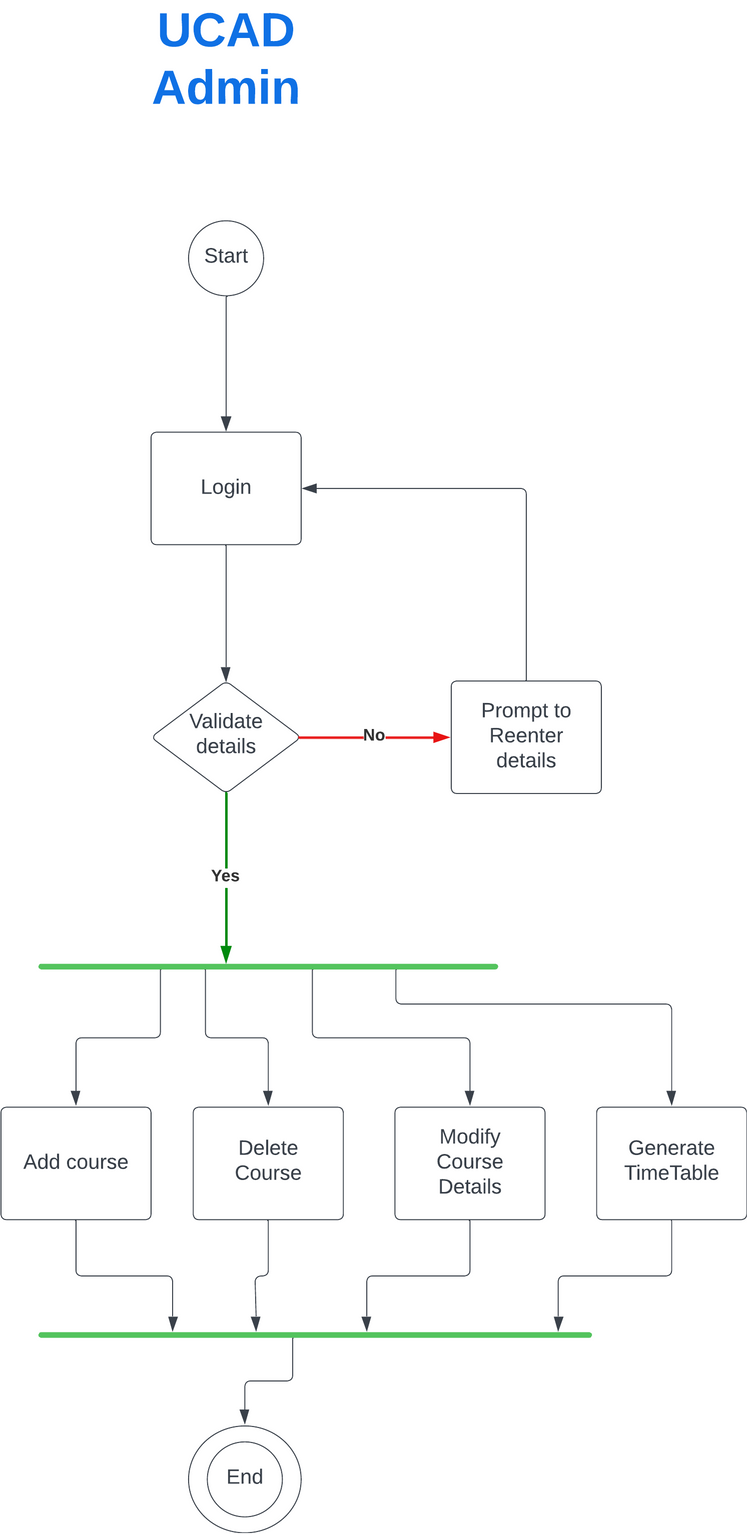 UCAD
Admin
Start
Login
Validate
details
No
Prompt to
Reenter
details
Yes
Add course
Delete
Course
Modify
Course
Details
Generate
TimeTable
End